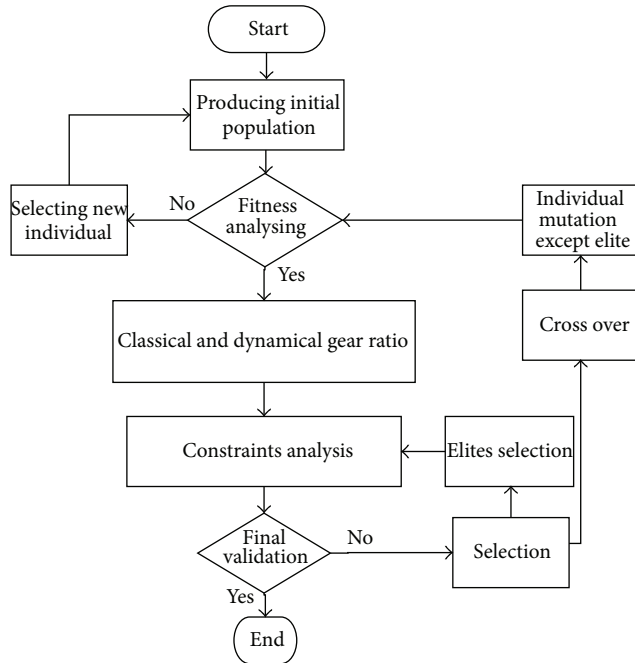 Start
Producing initial
population
Selecting new
individual
No
Fitness
analysing
Yes
Individual
mutation
except elite
Cross over
Classical and dynamical gear ratio
Constraints analysis
Elites selection
Final
validation
No
Selection
Yes
End